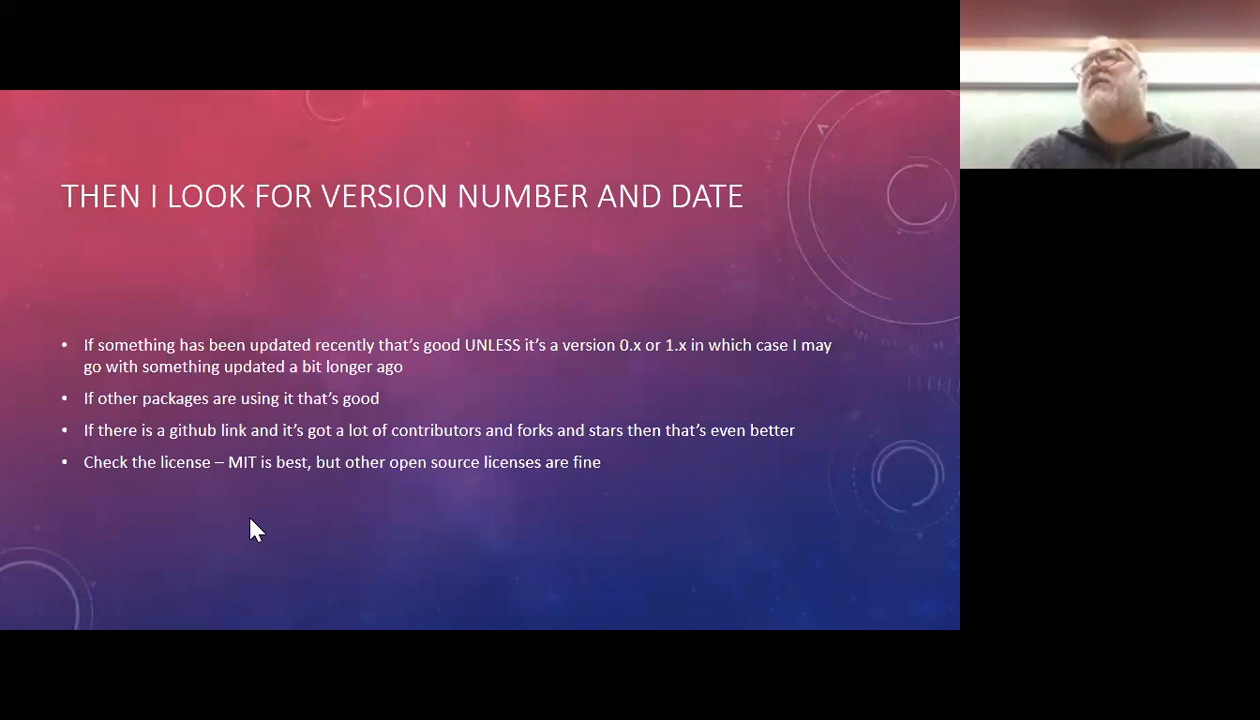 THEN I LOOK FOR VERSION NUMBER AND DATE
• If something has been updated recently that’s good UNLESS it’s a version 0.x or 1.x in which case I may
go with something updated a bit longer ago
• If other packages are using it that’s good
• If there is a github link and it’s got a lot of contributors and forks and stars then that’s even better
• Check the license – MIT is best, but other open source licenses are fine